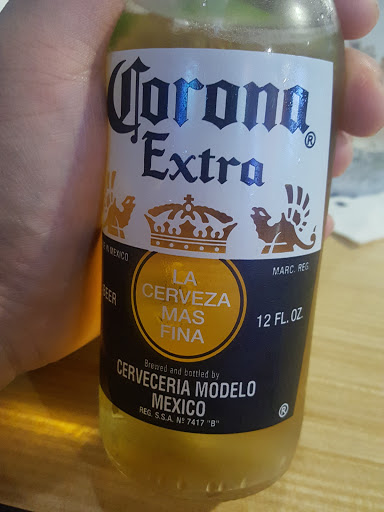 Corona®
Extra
IN MEXICO
MARC. REG.
BEER
LA
CERVEZA
MAS
FINA
12 FL. OZ.
Brewed and bottled by
CERVECERIA MODELO
MEXICO
REG. S.S.A. Nº 7417 "B"
®